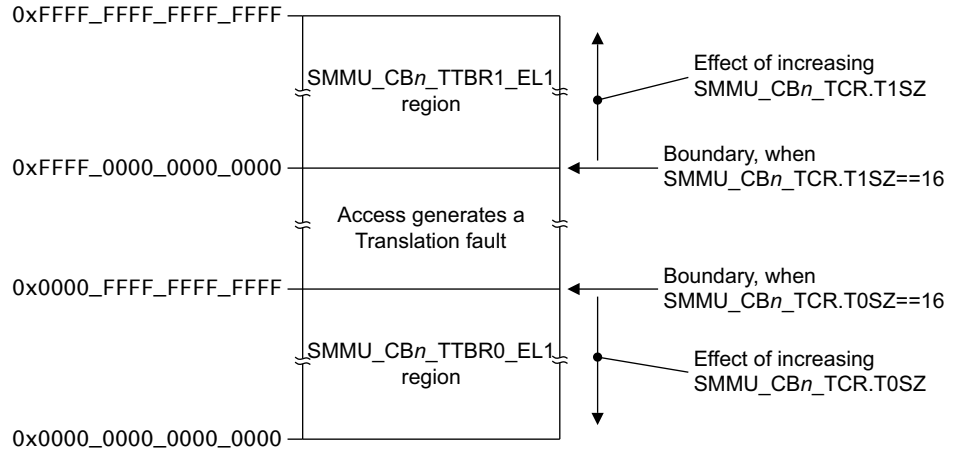 0xFFFF_FFFF_FFFF_FFFF
SMMU_CBn_TTBR1_EL1
region
Effect of increasing
SMMU_CBn_TCR.T1SZ
0xFFFF_0000_0000_0000
Boundary, when
SMMU_CBn_TCR.T1SZ==16
Access generates a
Translation fault
0x0000_FFFF_FFFF_FFFF
Boundary, when
SMMU_CBn_TCR.T0SZ==16
SMMU_CBn_TTBR0_EL1
region
Effect of increasing
SMMU_CBn_TCR.T0SZ
0x0000_0000_0000_0000